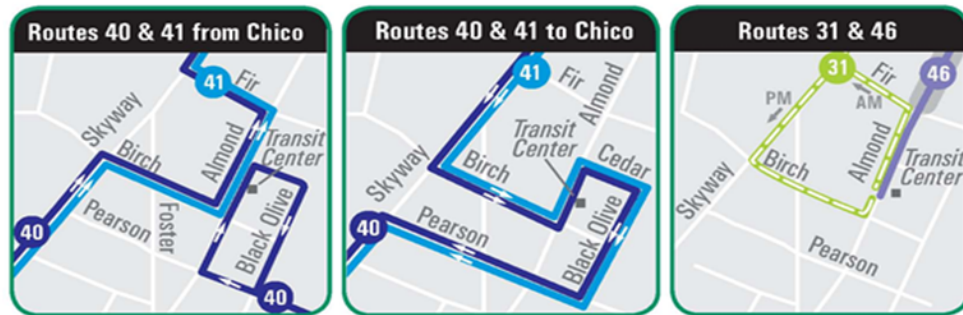 Routes 40 & 41 from Chico
41
Fir
Skyway
Almond
Transit
Center
Birch
Foster
Pearson
Black Olive
40
40
Routes 40 & 41 to Chico
41
Fir
Almond
Transit
Center
Cedar
Skyway
Birch
Pearson
Black Olive
40
Routes 31 & 46
31
Fir
46
PM
AM
Skyway
Almond
Birch
Transit
Center
Pearson